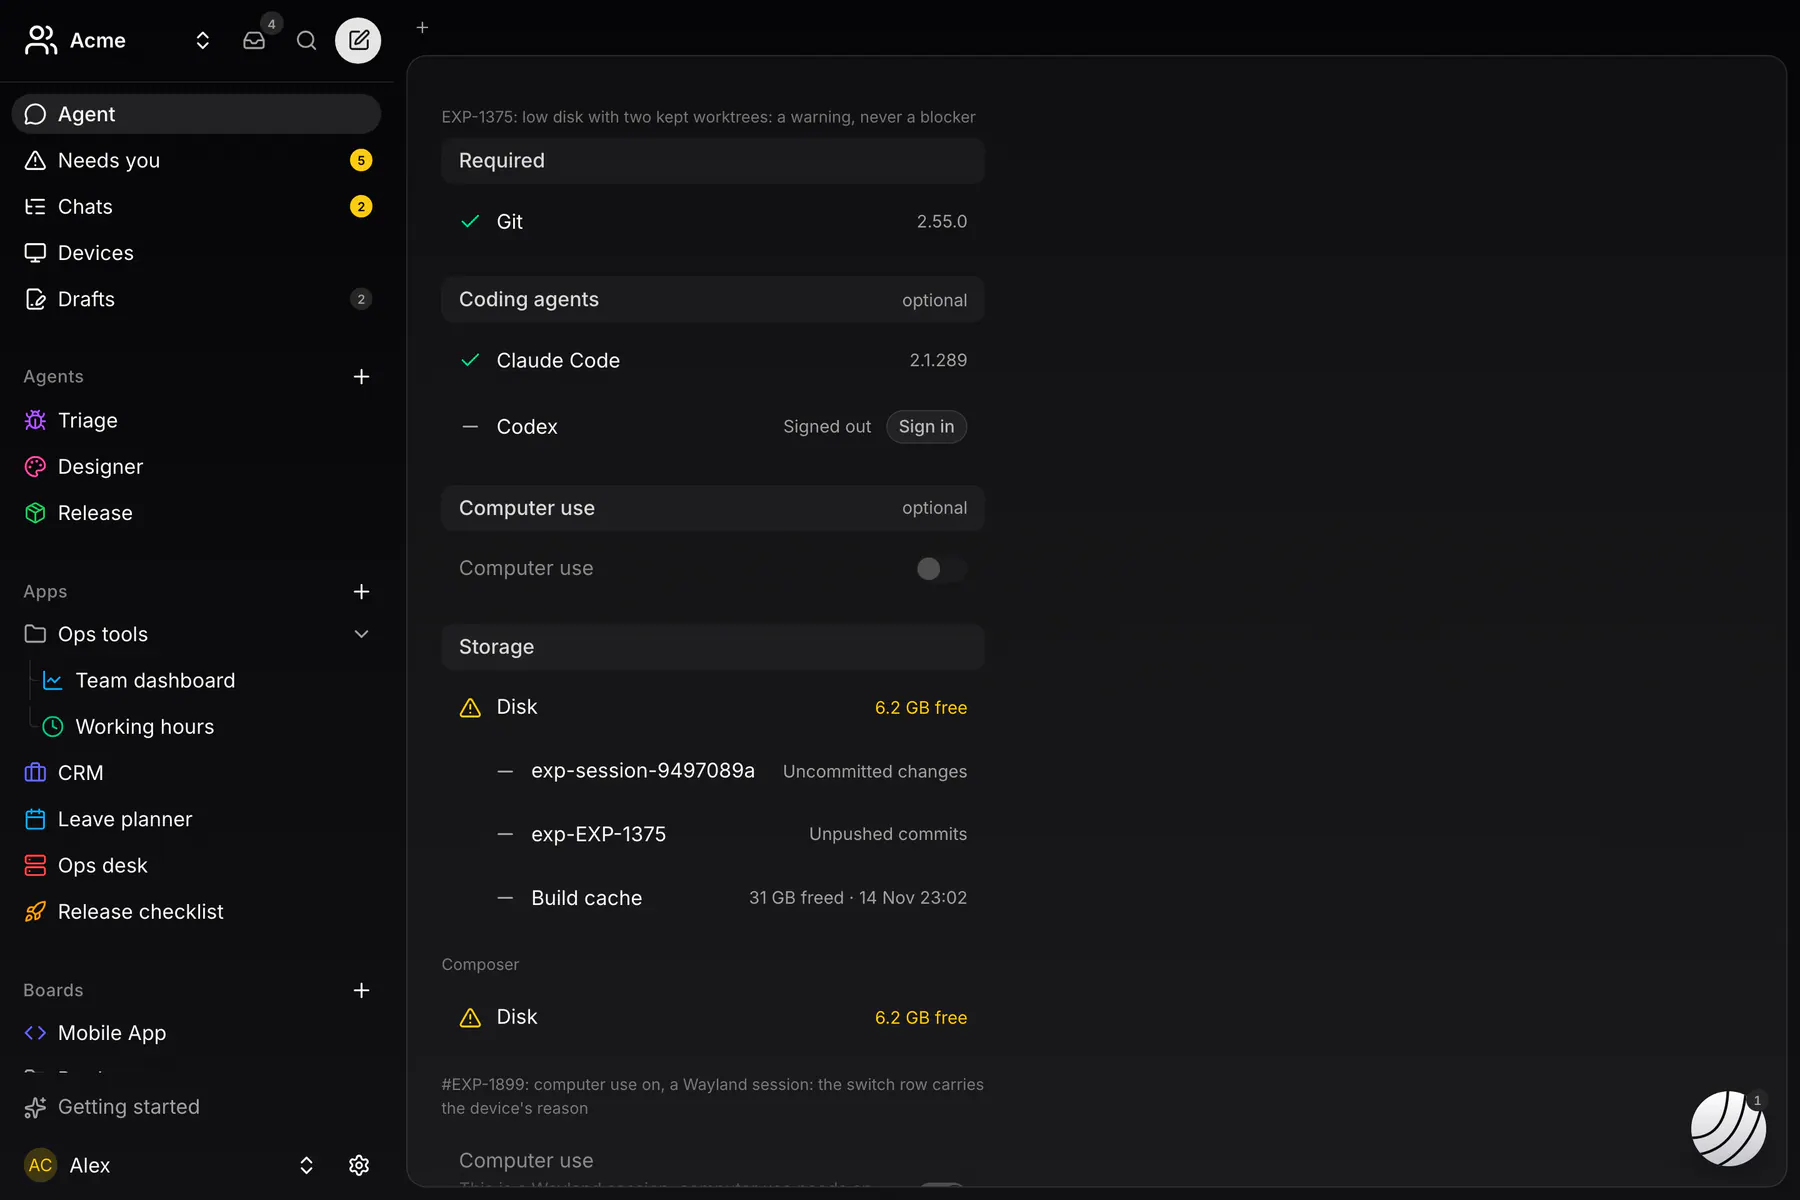 Acme
4
Agent
Needs you
5
Chats
2
Devices
Drafts
2
Agents
Triage
Designer
Release
Apps
Ops tools
Team dashboard
Working hours
CRM
Leave planner
Ops desk
Release checklist
Boards
Mobile App
Getting started
AC
Alex
EXP-1375: low disk with two kept worktrees: a warning, never a blocker
Required
Git
2.55.0
Coding agents
optional
Claude Code
2.1.289
Codex
Signed out
Sign in
Computer use
optional
Computer use
Storage
Disk
6.2 GB free
exp-session-9497089a
Uncommitted changes
exp-EXP-1375
Unpushed commits
Build cache
31 GB freed · 14 Nov 23:02
Composer
Disk
6.2 GB free
#EXP-1899: computer use on, a Wayland session: the switch row carries
the device's reason
Computer use
1